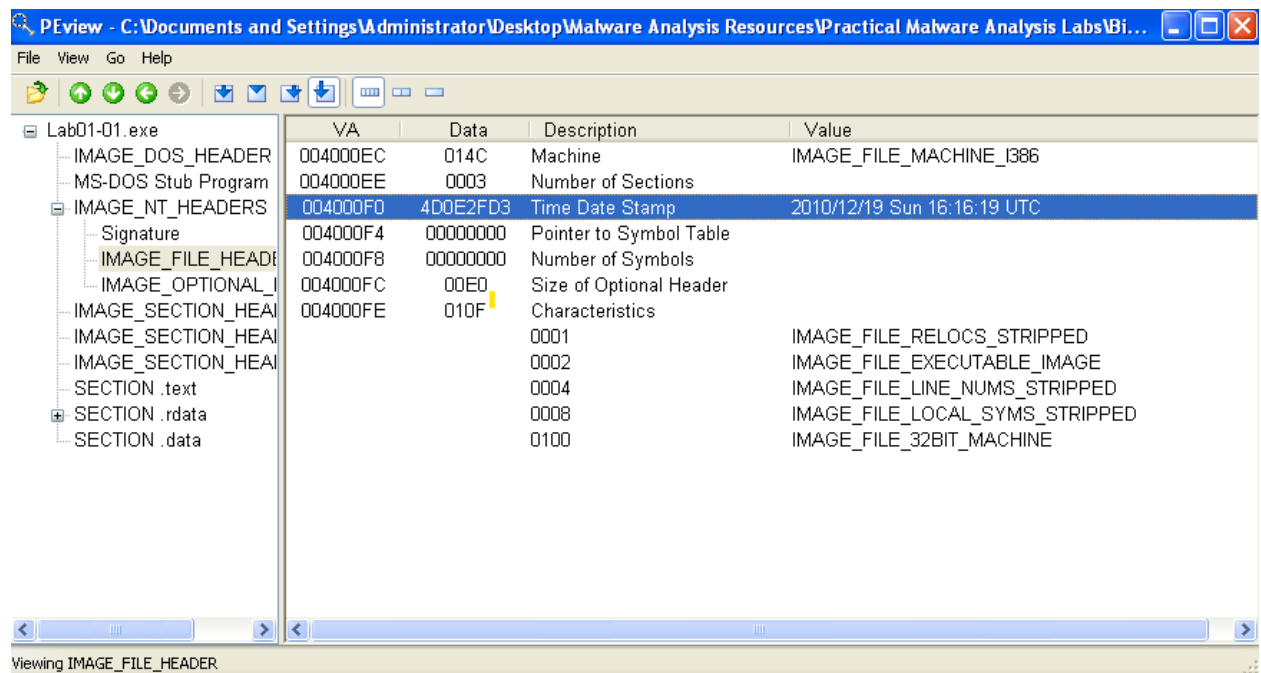 PEview - C:\Documents and Settings\Administrator\Desktop\Malware Analysis Resources\Practical Malware Analysis Labs\Bi...
File View Go Help
Lab01-01.exe
IMAGE_DOS_HEADER
MS-DOS Stub Program
IMAGE_NT_HEADERS
Signature
IMAGE_FILE_HEADE
IMAGE_OPTIONAL_
IMAGE_SECTION_HEA
IMAGE_SECTION_HEA
IMAGE_SECTION_HEA
SECTION .text
SECTION .rdata
SECTION .data
VA Data Description Value
004000EC 014C Machine IMAGE_FILE_MACHINE_I386
004000EE 0003 Number of Sections
004000F0 4D0E2FD3 Time Date Stamp 2010/12/19 Sun 16:16:19 UTC
004000F4 00000000 Pointer to Symbol Table
004000F8 00000000 Number of Symbols
004000FC 00E0 Size of Optional Header
004000FE 010F Characteristics
0001 IMAGE_FILE_RELOCS_STRIPPED
0002 IMAGE_FILE_EXECUTABLE_IMAGE
0004 IMAGE_FILE_LINE_NUMS_STRIPPED
0008 IMAGE_FILE_LOCAL_SYMS_STRIPPED
0100 IMAGE_FILE_32BIT_MACHINE
Viewing IMAGE_FILE_HEADER